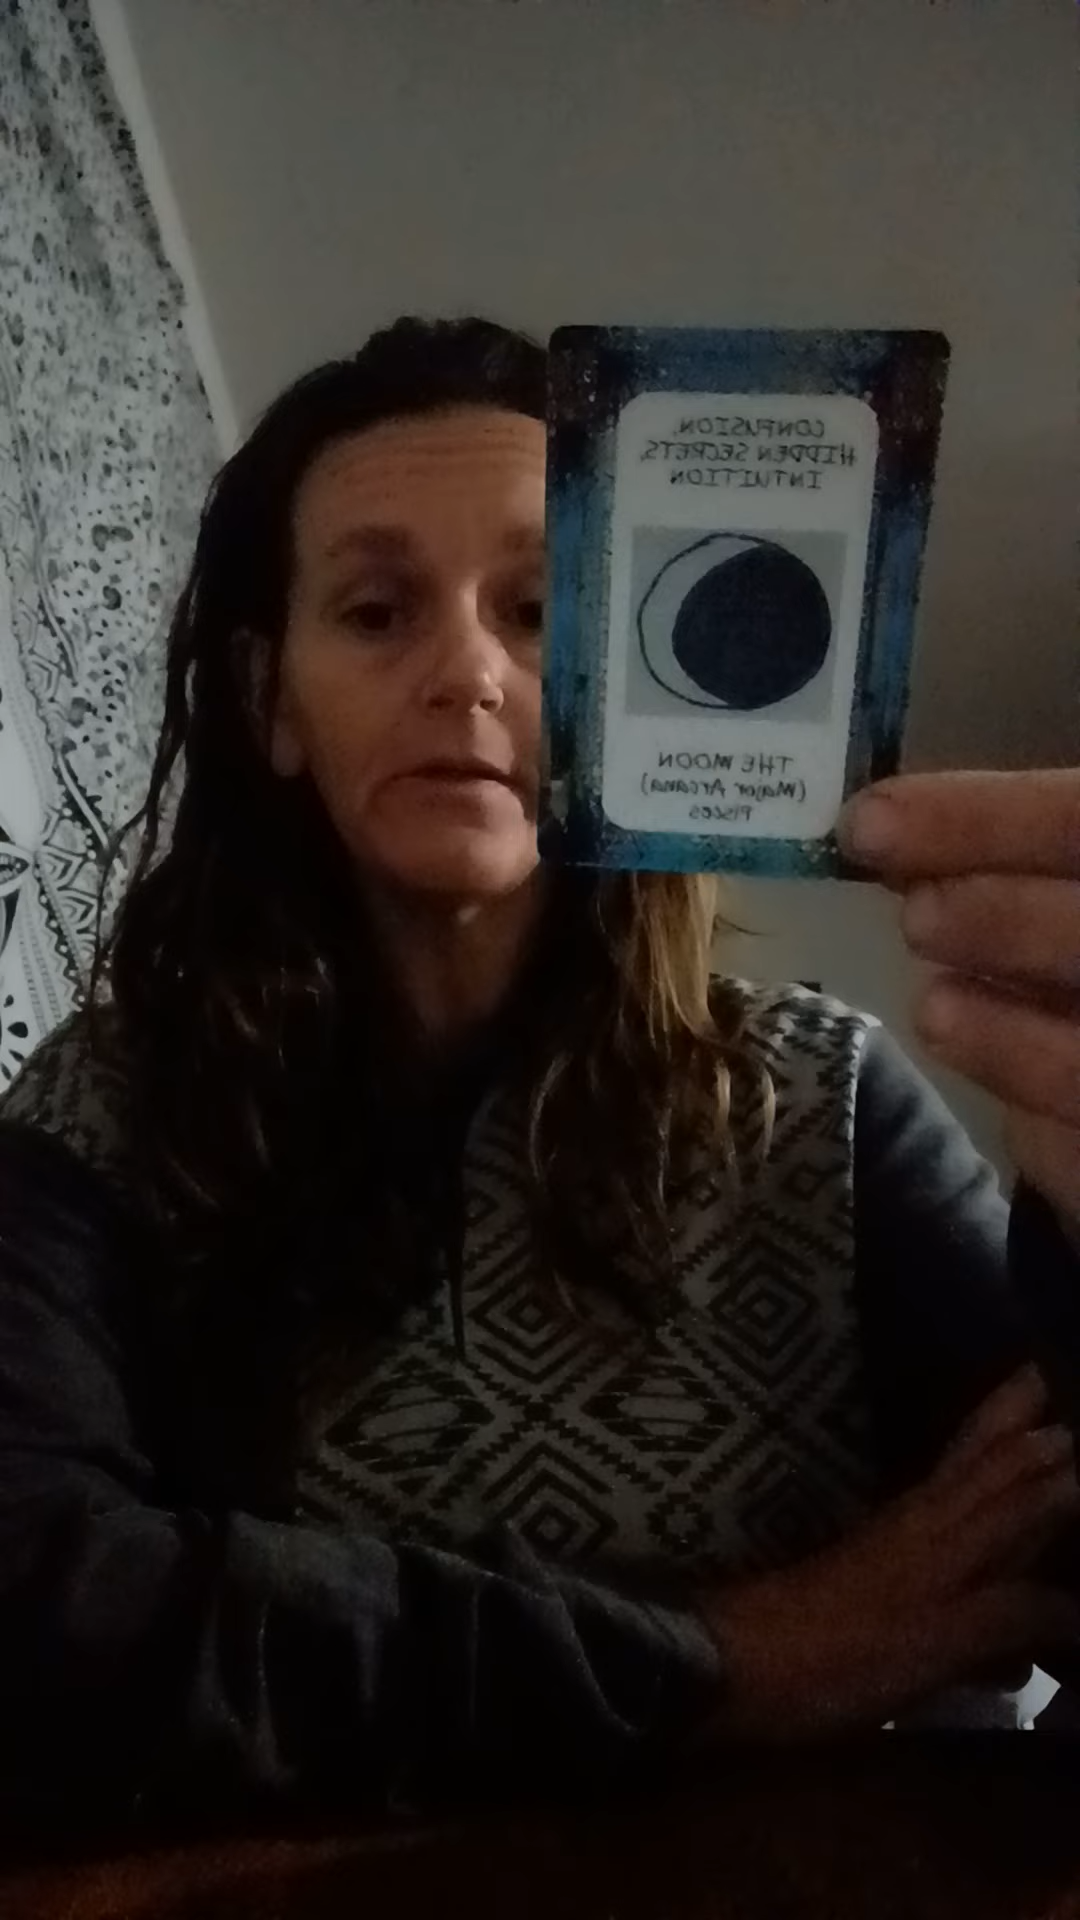 CONFUSION,
HIDDEN SECRETS,
INTUITION
THE MOON
(Major Arcana)
Pisces